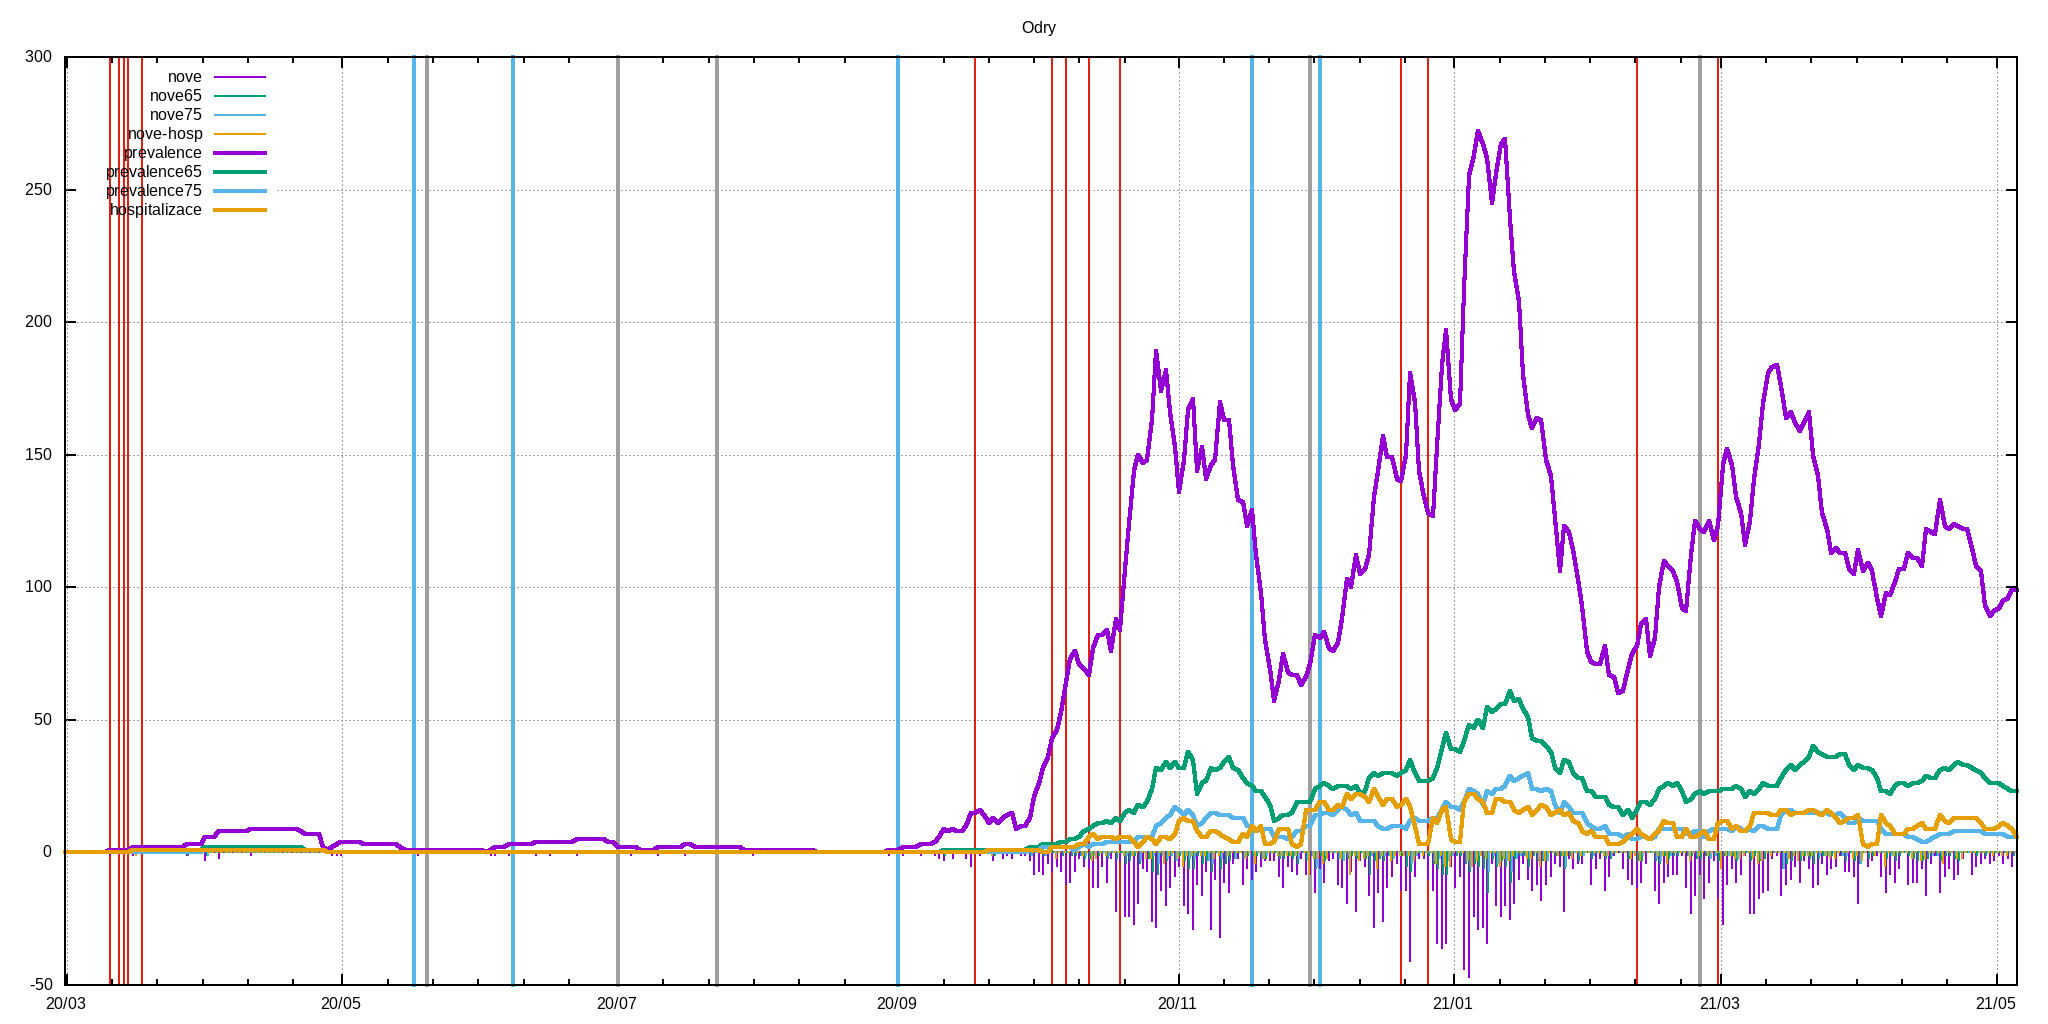 Odry
300
nove
nove65
nove75
nove-hosp
prevalence
prevalence65
prevalence75
hospitalizace
250
200
150
100
50
0
-50
20/03 20/05 20/07 20/09 20/11 21/01 21/03 21/05